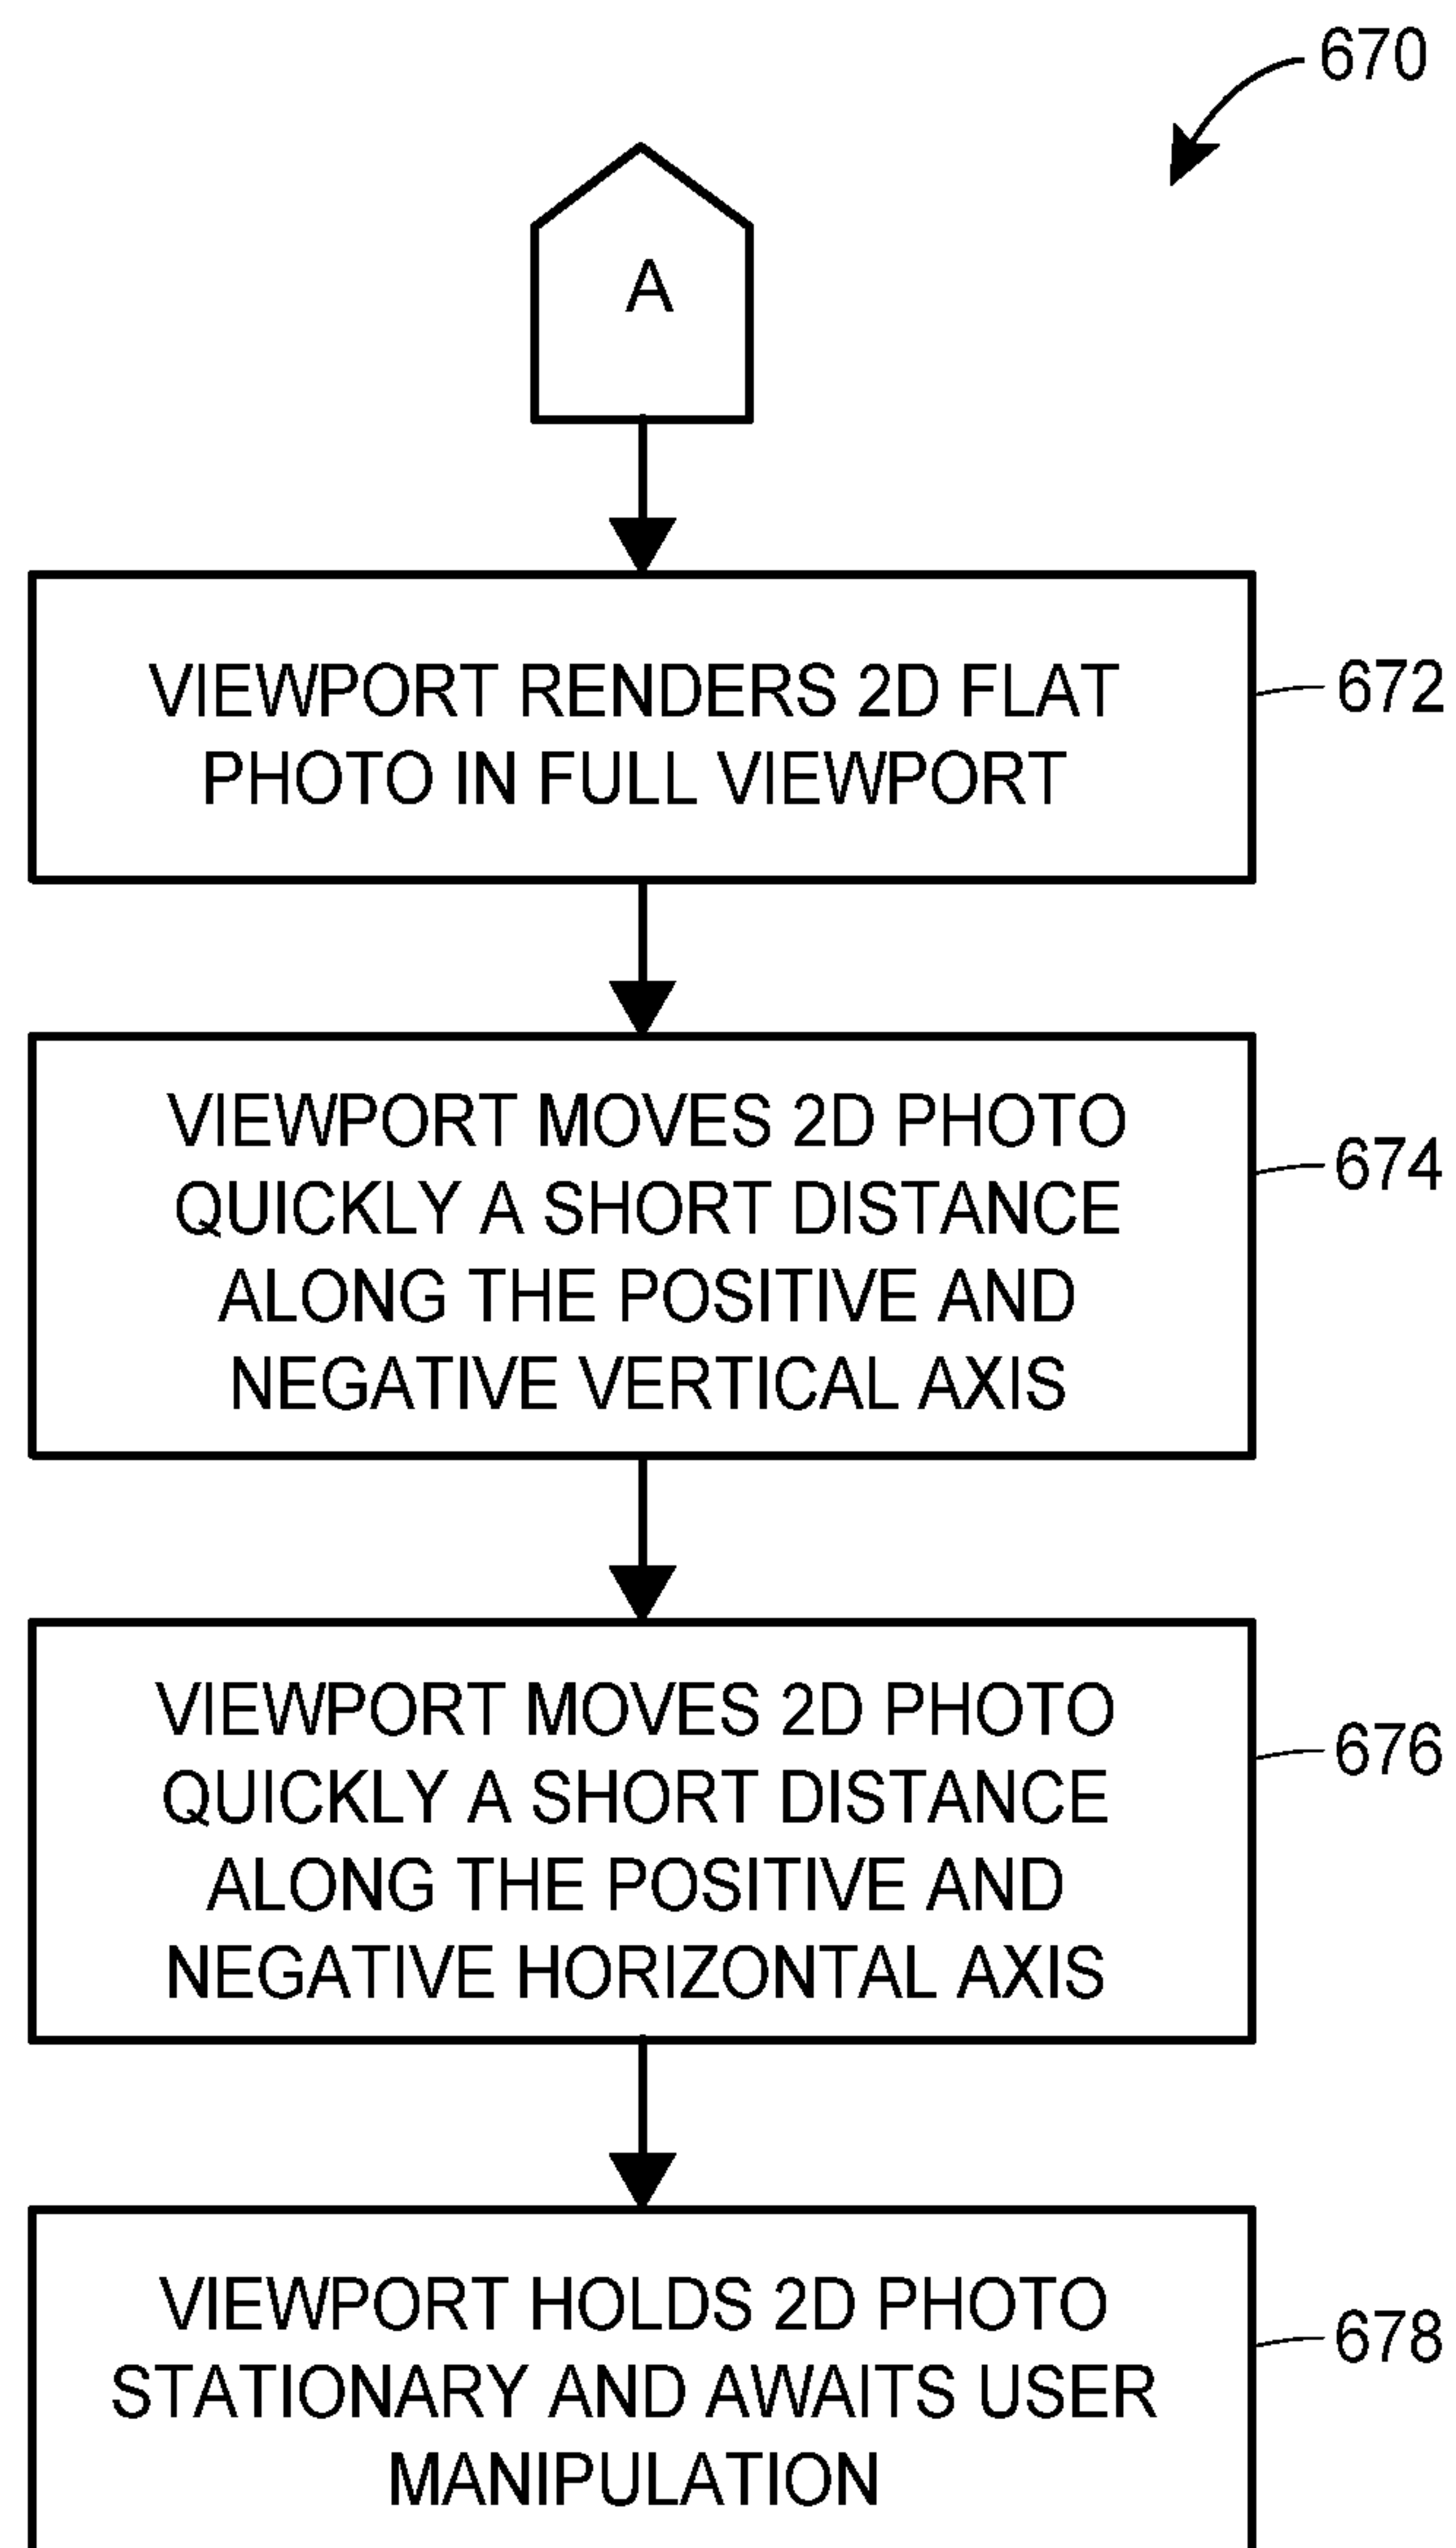 670
A
VIEWPORT RENDERS 2D FLAT
PHOTO IN FULL VIEWPORT
672
VIEWPORT MOVES 2D PHOTO
QUICKLY A SHORT DISTANCE
ALONG THE POSITIVE AND
NEGATIVE VERTICAL AXIS
674
VIEWPORT MOVES 2D PHOTO
QUICKLY A SHORT DISTANCE
ALONG THE POSITIVE AND
NEGATIVE HORIZONTAL AXIS
676
VIEWPORT HOLDS 2D PHOTO
STATIONARY AND AWAITS USER
MANIPULATION
678